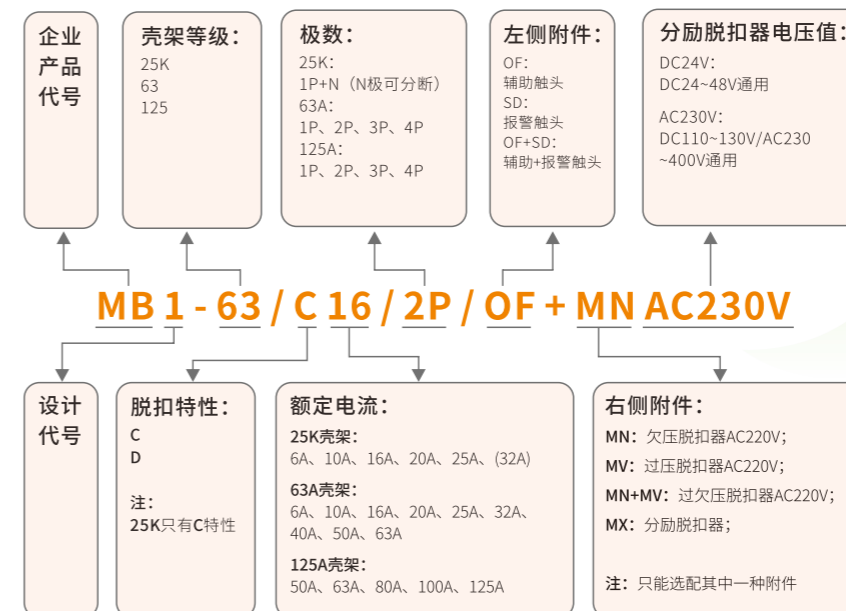 企业
产品
代号
壳架等级：
25K
63
125
极数：
25K：
1P+N（N极可分断）
63A：
1P、2P、3P、4P
125A：
1P、2P、3P、4P
左侧附件：
OF：
辅助触头
SD：
报警触头
OF+SD：
辅助+报警触头
分励脱扣器电压值：
DC24V：
DC24~48V通用
AC230V：
DC110~130V/AC230
~400V通用
MB1-63/C16/2P/OF+MN AC230V
设计
代号
脱扣特性：
C
D
注：
25K只有C特性
额定电流：
25K壳架：
6A、10A、16A、20A、25A、(32A)
63A壳架：
6A、10A、16A、20A、25A、32A、
40A、50A、63A
125A壳架：
50A、63A、80A、100A、125A
右侧附件：
MN：欠压脱扣器AC220V；
MV：过压脱扣器AC220V；
MN+MV：过欠压脱扣器AC220V；
MX：分励脱扣器；
注：只能选配其中一种附件